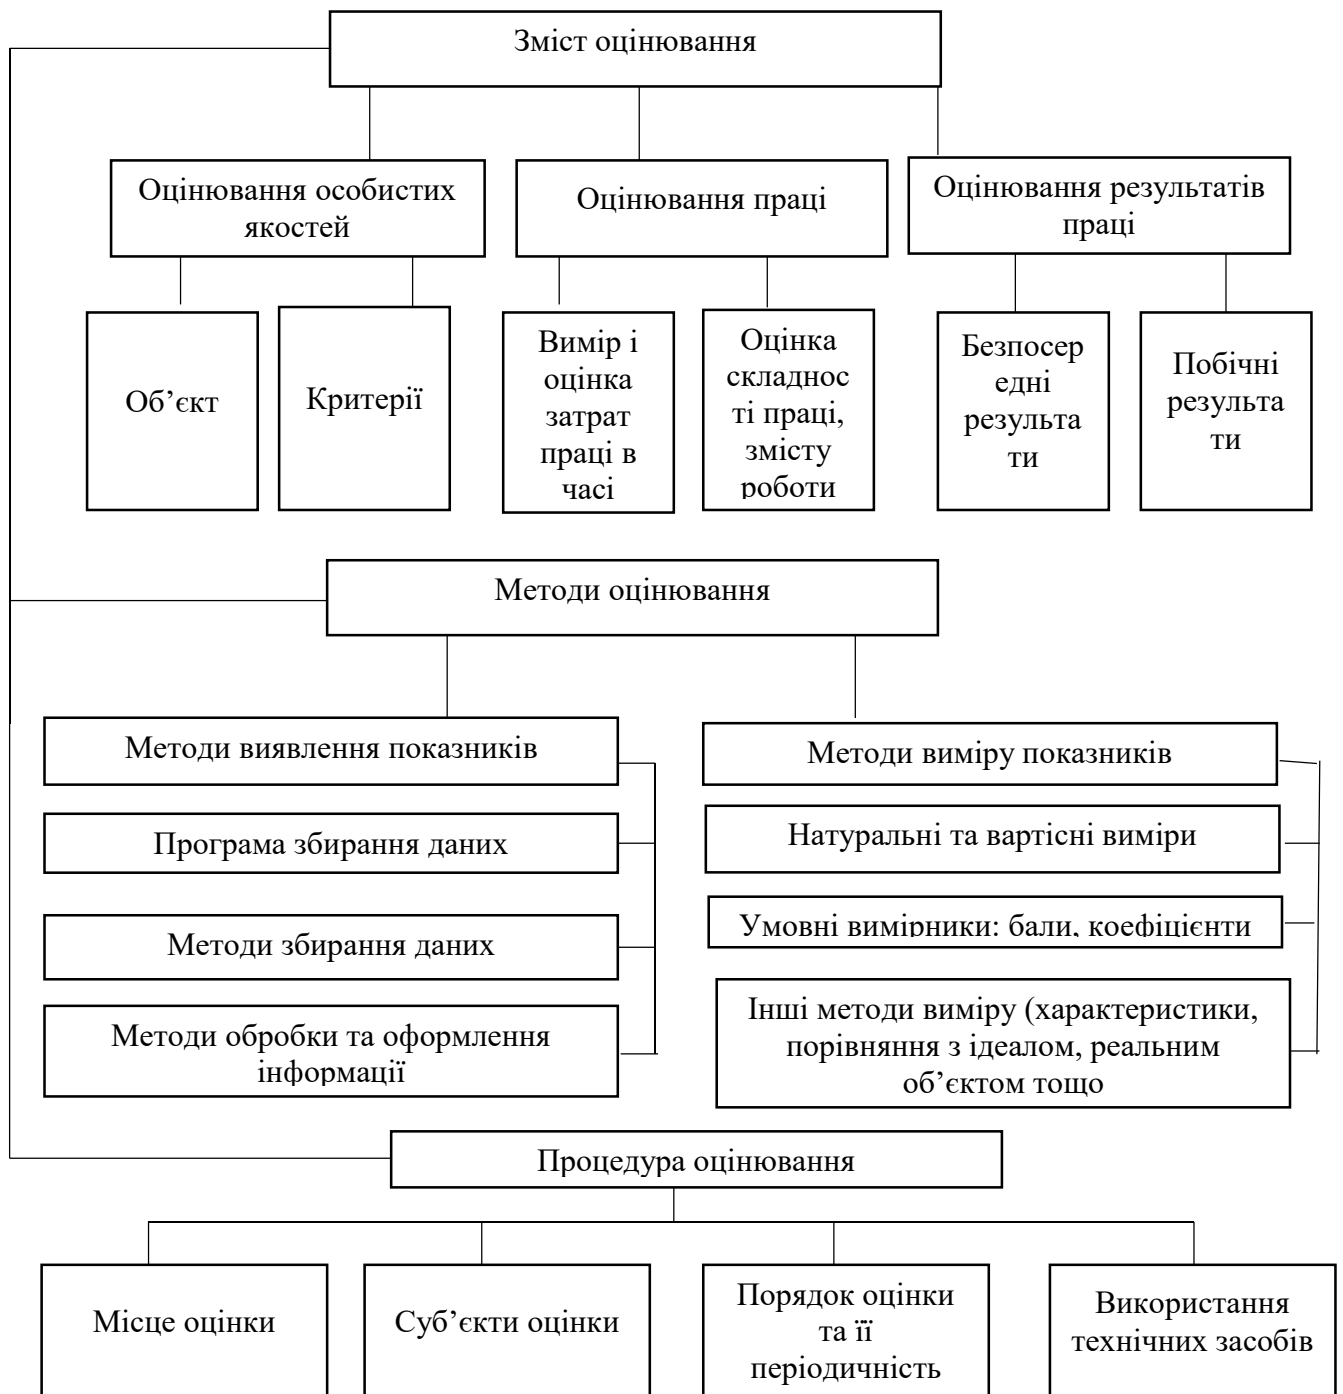 Зміст оцінювання
Оцінювання особистих
якостей
Оцінювання праці
Оцінювання результатів
праці
Об’єкт
Критерії
Вимір і
оцінка
затрат
праці в
часі
Оцінка
складнос
ті праці,
змісту
роботи
Безпосер
едні
результа
ти
Побічні
результа
ти
Методи оцінювання
Методи виявлення показників
Програма збирання даних
Методи збирання даних
Методи обробки та оформлення
інформації
Методи виміру показників
Натуральні та вартісні виміри
Умовні вимірники: бали, коефіцієнти
Інші методи виміру (характеристики,
порівняння з ідеалом, реальним
об’єктом тощо
Процедура оцінювання
Місце оцінки
Суб’єкти оцінки
Порядок оцінки
та її
періодичність
Використання
технічних засобів